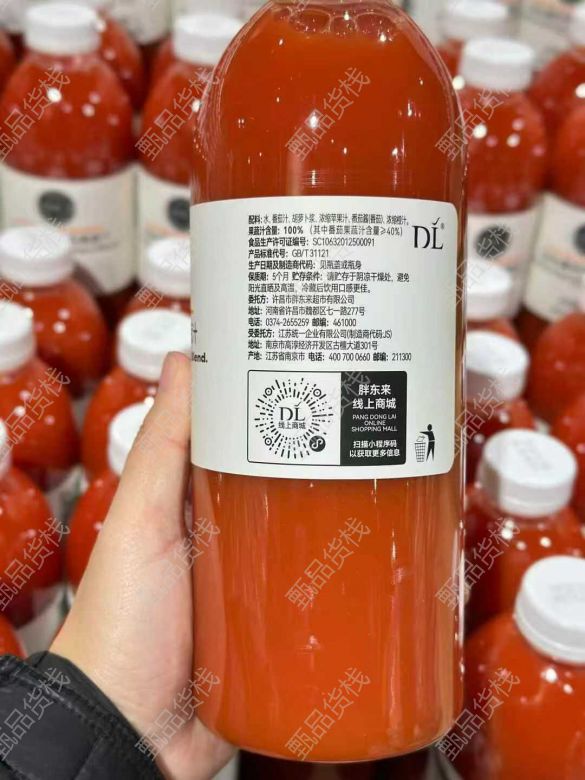 配料: 水, 番茄汁, 胡萝卜浆, 浓缩苹果汁, 番茄酱(番茄), 浓缩橙汁。
果蔬汁含量: 100% (其中番茄果蔬汁含量≥40%)
食品生产许可证编号: SC10632012500091
产品标准代号: GB/T 31121
生产日期及制造商代码: 见瓶盖或瓶身
保质期: 5个月 贮存条件: 请贮存于阴凉干燥处, 避免
阳光直晒及高温, 冷藏后饮用口感更佳。
委托方: 许昌市胖东来超市有限公司
地址: 河南省许昌市魏都区七一路277号
电话: 0374-2655259 邮编: 461000
受委托方: 江苏统一企业有限公司(制造商代码JS)
地址: 南京市高淳经济开发区古檀大道301号
产地: 江苏省南京市 电话: 400 700 0660 邮编: 211300
DL®
DL
线上商城
胖东来
线上商城
PANG DONG LAI
ONLINE
SHOPPING MALL
扫描小程序码
以获取更多信息
甄品货栈